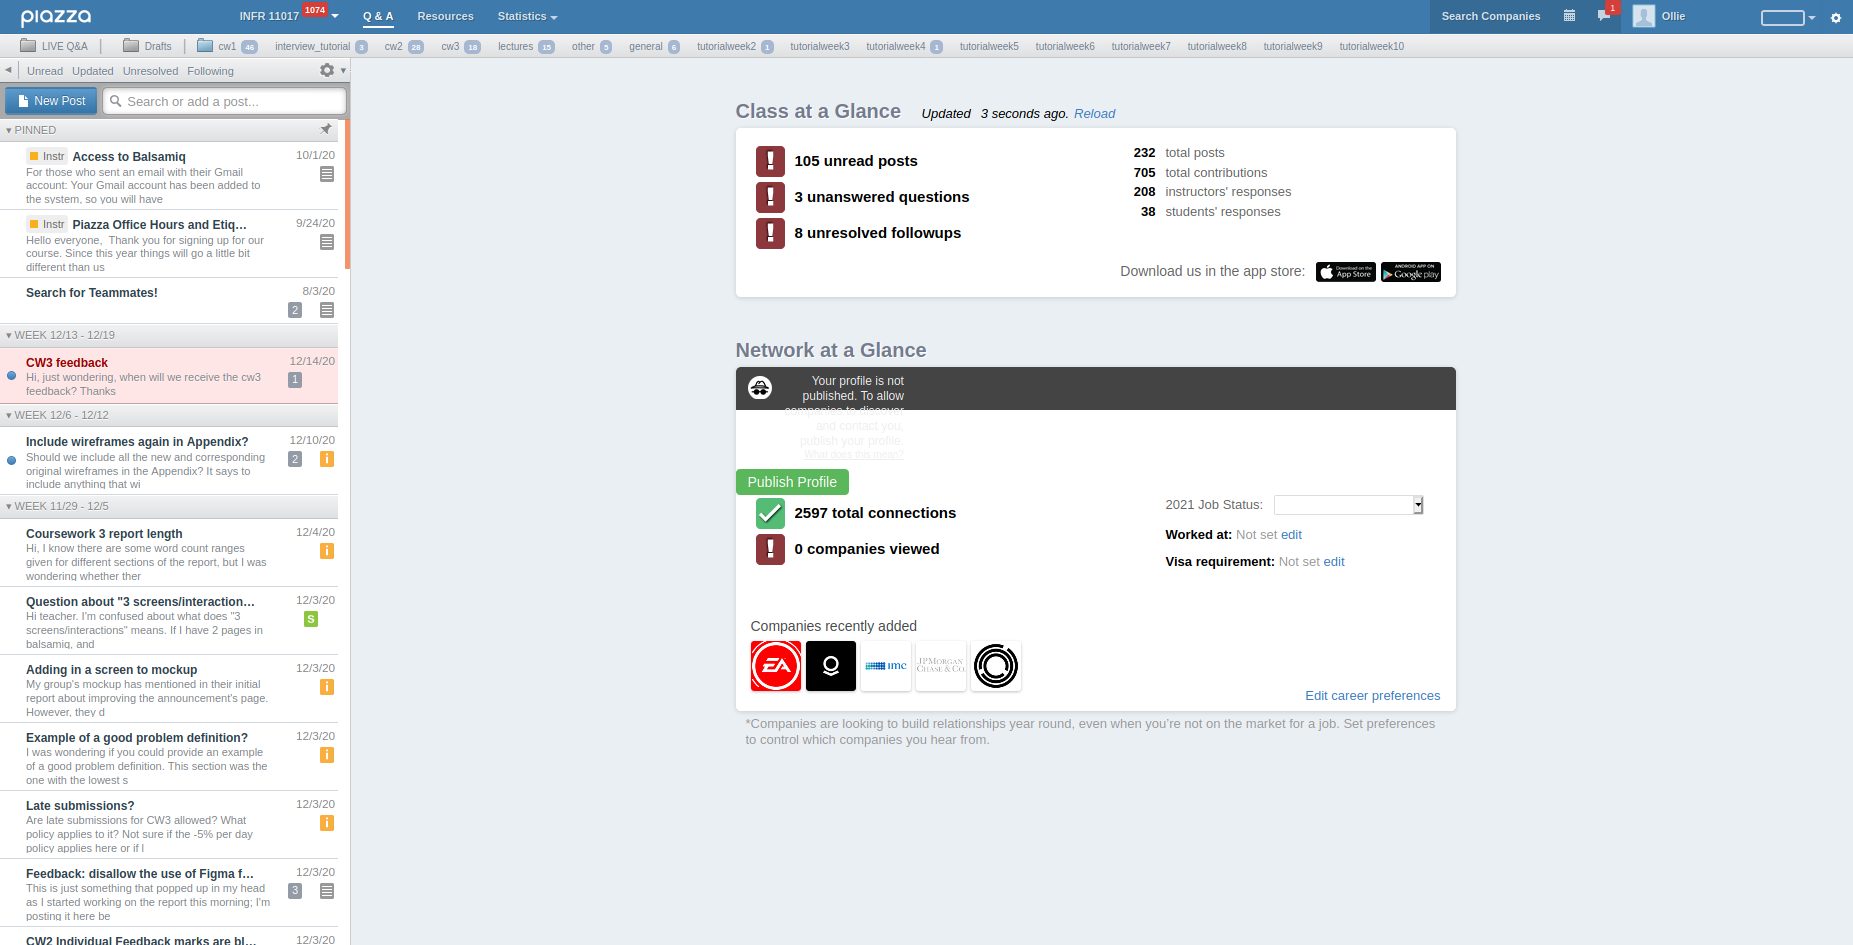 piazza
INFR 11017 1074
Q & A
Resources
Statistics
Search Companies
1
Ollie
LIVE Q&A
Drafts
cw1 46
interview_tutorial 3
cw2 28
cw3 18
lectures 15
other 5
general 6
tutorialweek2 1
tutorialweek3
tutorialweek4 1
tutorialweek5
tutorialweek6
tutorialweek7
tutorialweek8
tutorialweek9
tutorialweek10
Unread Updated Unresolved Following
New Post
Search or add a post...
PINNED
Instr Access to Balsamiq 10/1/20
For those who sent an email with their Gmail
account: Your Gmail account has been added to
the system, so you will have
Instr Piazza Office Hours and Etiq... 9/24/20
Hello everyone, Thank you for signing up for our
course. Since this year things will go a little bit
different than us
Search for Teammates! 8/3/20
2
WEEK 12/13 - 12/19
CW3 feedback 12/14/20
Hi, just wondering, when will we receive the cw3 1
feedback? Thanks
WEEK 12/6 - 12/12
Include wireframes again in Appendix? 12/10/20
Should we include all the new and corresponding 2 i
original wireframes in the Appendix? It says to
include anything that wi
WEEK 11/29 - 12/5
Coursework 3 report length 12/4/20
Hi, I know there are some word count ranges i
given for different sections of the report, but I was
wondering whether ther
Question about "3 screens/interaction... 12/3/20
Hi teacher. I'm confused about what does "3 S
screens/interactions" means. If I have 2 pages in
balsamiq, and
Adding in a screen to mockup 12/3/20
My group's mockup has mentioned in their initial i
report about improving the announcement's page.
However, they d
Example of a good problem definition? 12/3/20
I was wondering if you could provide an example i
of a good problem definition. This section was the
one with the lowest s
Late submissions? 12/3/20
Are late submissions for CW3 allowed? What i
policy applies to it? Not sure if the -5% per day
policy applies here or if I
Feedback: disallow the use of Figma f... 12/3/20
This is just something that popped up in my head 3
as I started working on the report this morning; I'm
posting it here be
CW2 Individual Feedback marks are bl... 12/3/20
Class at a Glance Updated 3 seconds ago. Reload
105 unread posts
3 unanswered questions
8 unresolved followups
232 total posts
705 total contributions
208 instructors' responses
38 students' responses
Download us in the app store:
Download on the
App Store
ANDROID APP ON
Google play
Network at a Glance
Your profile is not
published. To allow
companies to discover
and contact you,
publish your profile.
What does this mean?
Publish Profile
2597 total connections
0 companies viewed
2021 Job Status:
Worked at: Not set edit
Visa requirement: Not set edit
Companies recently added
EA
imc
JPMORGAN
CHASE & CO.
Edit career preferences
*Companies are looking to build relationships year round, even when you're not on the market for a job. Set preferences
to control which companies you hear from.